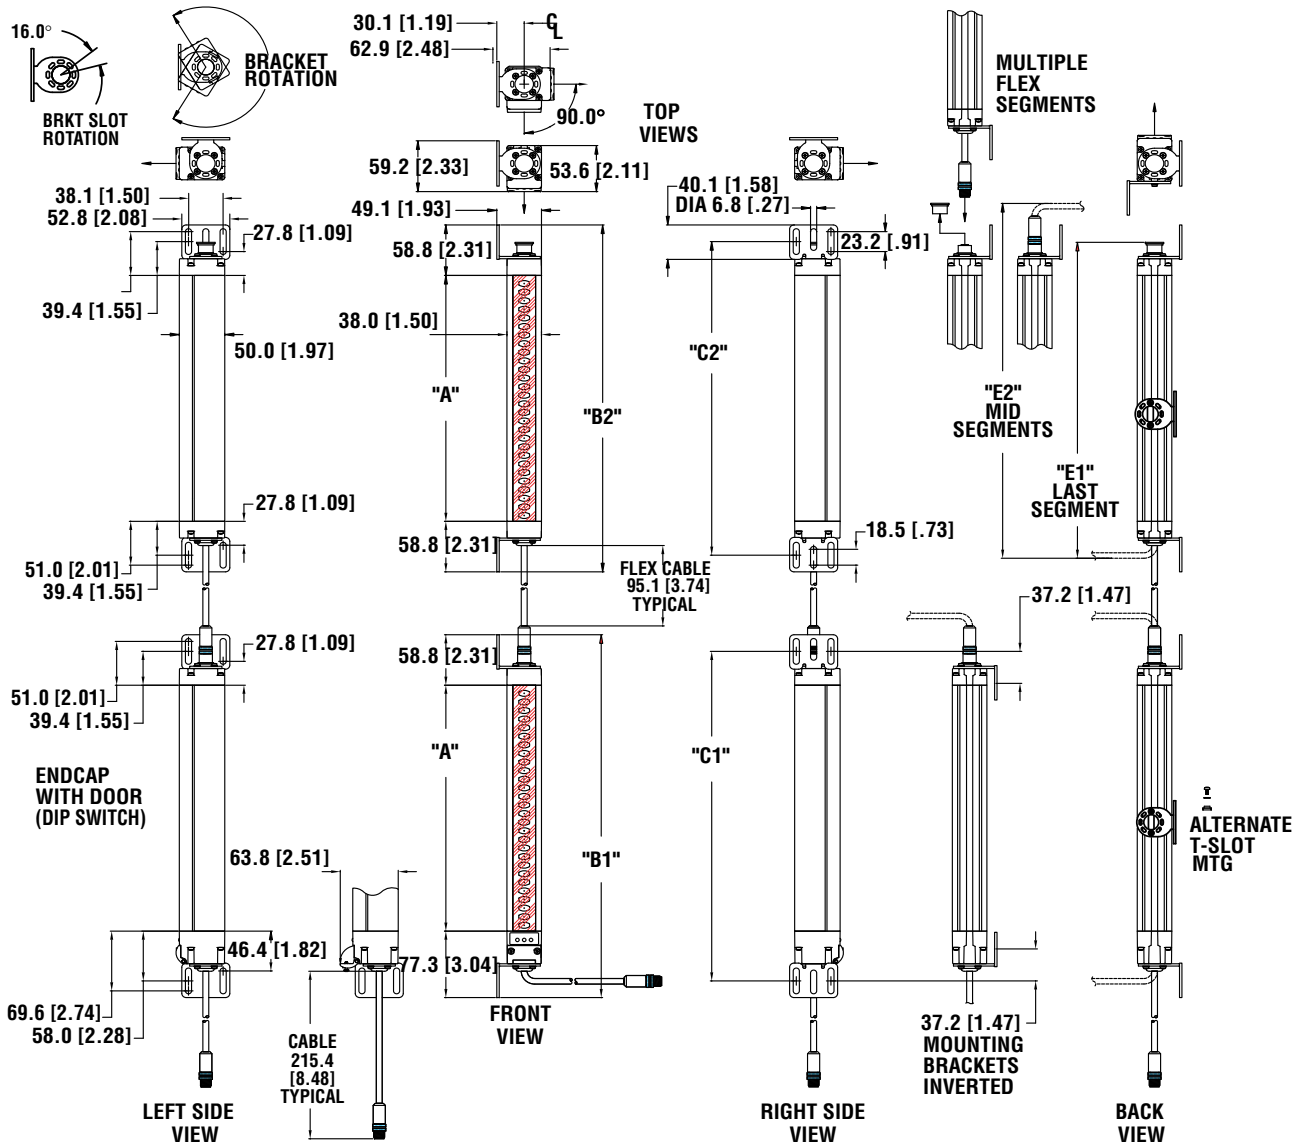 16.0°
BRKT SLOT
ROTATION
BRACKET
ROTATION
30.1 [1.19]
CL
62.9 [2.48]
90.0°
TOP
VIEWS
MULTIPLE
FLEX
SEGMENTS
59.2 [2.33]
53.6 [2.11]
38.1 [1.50]
52.8 [2.08]
27.8 [1.09]
49.1 [1.93]
58.8 [2.31]
40.1 [1.58]
DIA 6.8 [.27]
23.2 [.91]
39.4 [1.55]
50.0 [1.97]
38.0 [1.50]
"A"
"B2"
"C2"
"E2"
MID
SEGMENTS
"E1"
LAST
SEGMENT
27.8 [1.09]
51.0 [2.01]
39.4 [1.55]
58.8 [2.31]
FLEX CABLE
95.1 [3.74]
TYPICAL
18.5 [.73]
37.2 [1.47]
27.8 [1.09]
51.0 [2.01]
39.4 [1.55]
58.8 [2.31]
ENDCAP
WITH DOOR
(DIP SWITCH)
"A"
"B1"
"C1"
ALTERNATE
T-SLOT
MTG
63.8 [2.51]
46.4 [1.82]
77.3 [3.04]
69.6 [2.74]
58.0 [2.28]
CABLE
215.4
[8.48]
TYPICAL
FRONT
VIEW
37.2 [1.47]
MOUNTING
BRACKETS
INVERTED
LEFT SIDE
VIEW
RIGHT SIDE
VIEW
BACK
VIEW